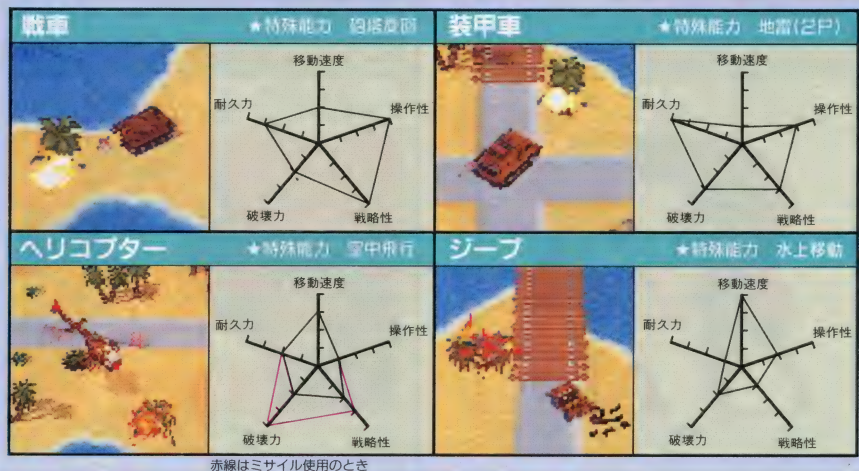 戦車 ★特殊能力 砲塔旋回
移動速度
耐久力
操作性
破壊力
戦略性
装甲車 ★特殊能力 地雷(2戸)
移動速度
耐久力
操作性
破壊力
戦略性
ヘリコプター ★特殊能力 空中飛行
移動速度
耐久力
操作性
破壊力
戦略性
ジープ ★特殊能力 水上移動
移動速度
耐久力
操作性
破壊力
戦略性
赤線はミサイル使用のとき